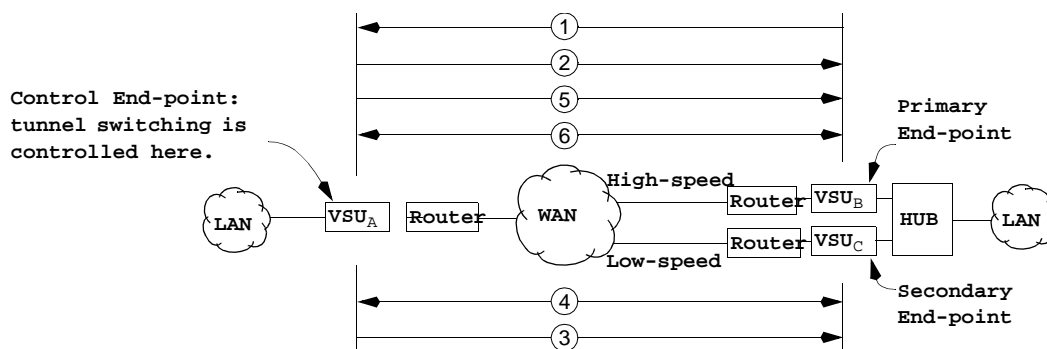 1
2
5
6
Control End-point:
tunnel switching is
controlled here.
Primary
End-point
High-speed
LAN
VSUA
Router
WAN
Router
VSUB
HUB
LAN
Router
VSUC
Low-speed
Secondary
End-point
4
3